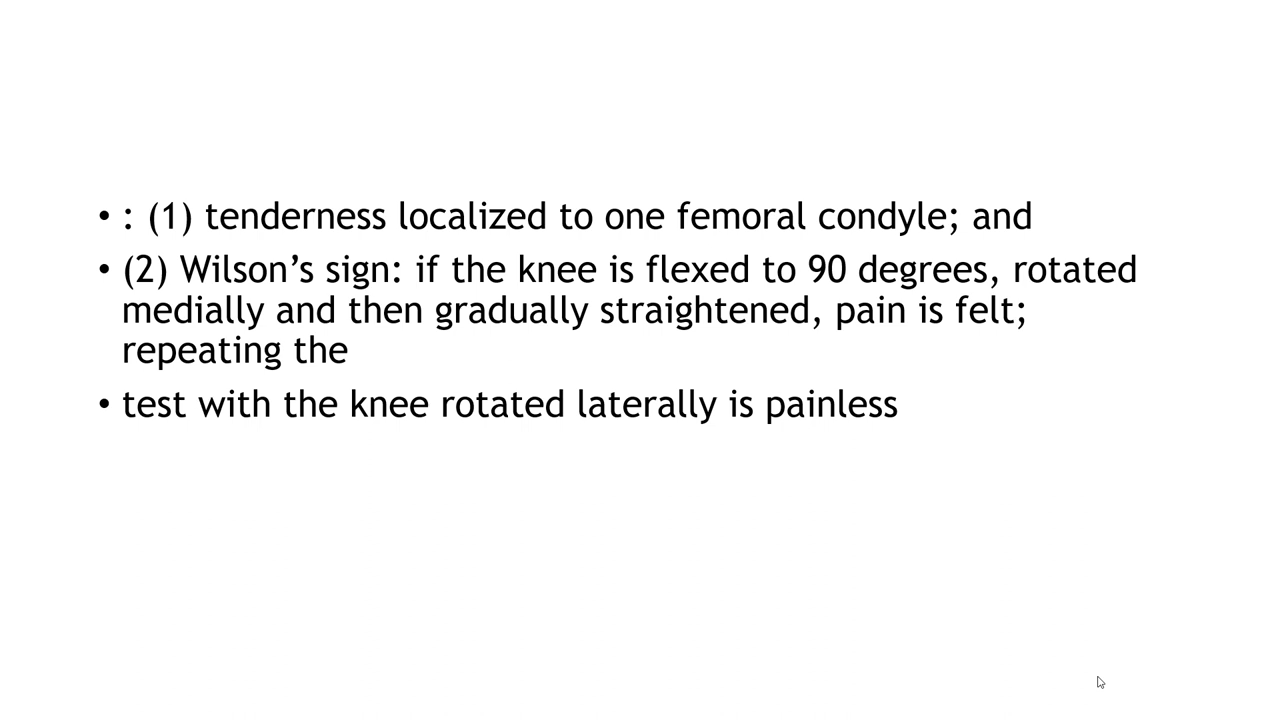 • : (1) tenderness localized to one femoral condyle; and
• (2) Wilson’s sign: if the knee is flexed to 90 degrees, rotated
medially and then gradually straightened, pain is felt;
repeating the
• test with the knee rotated laterally is painless